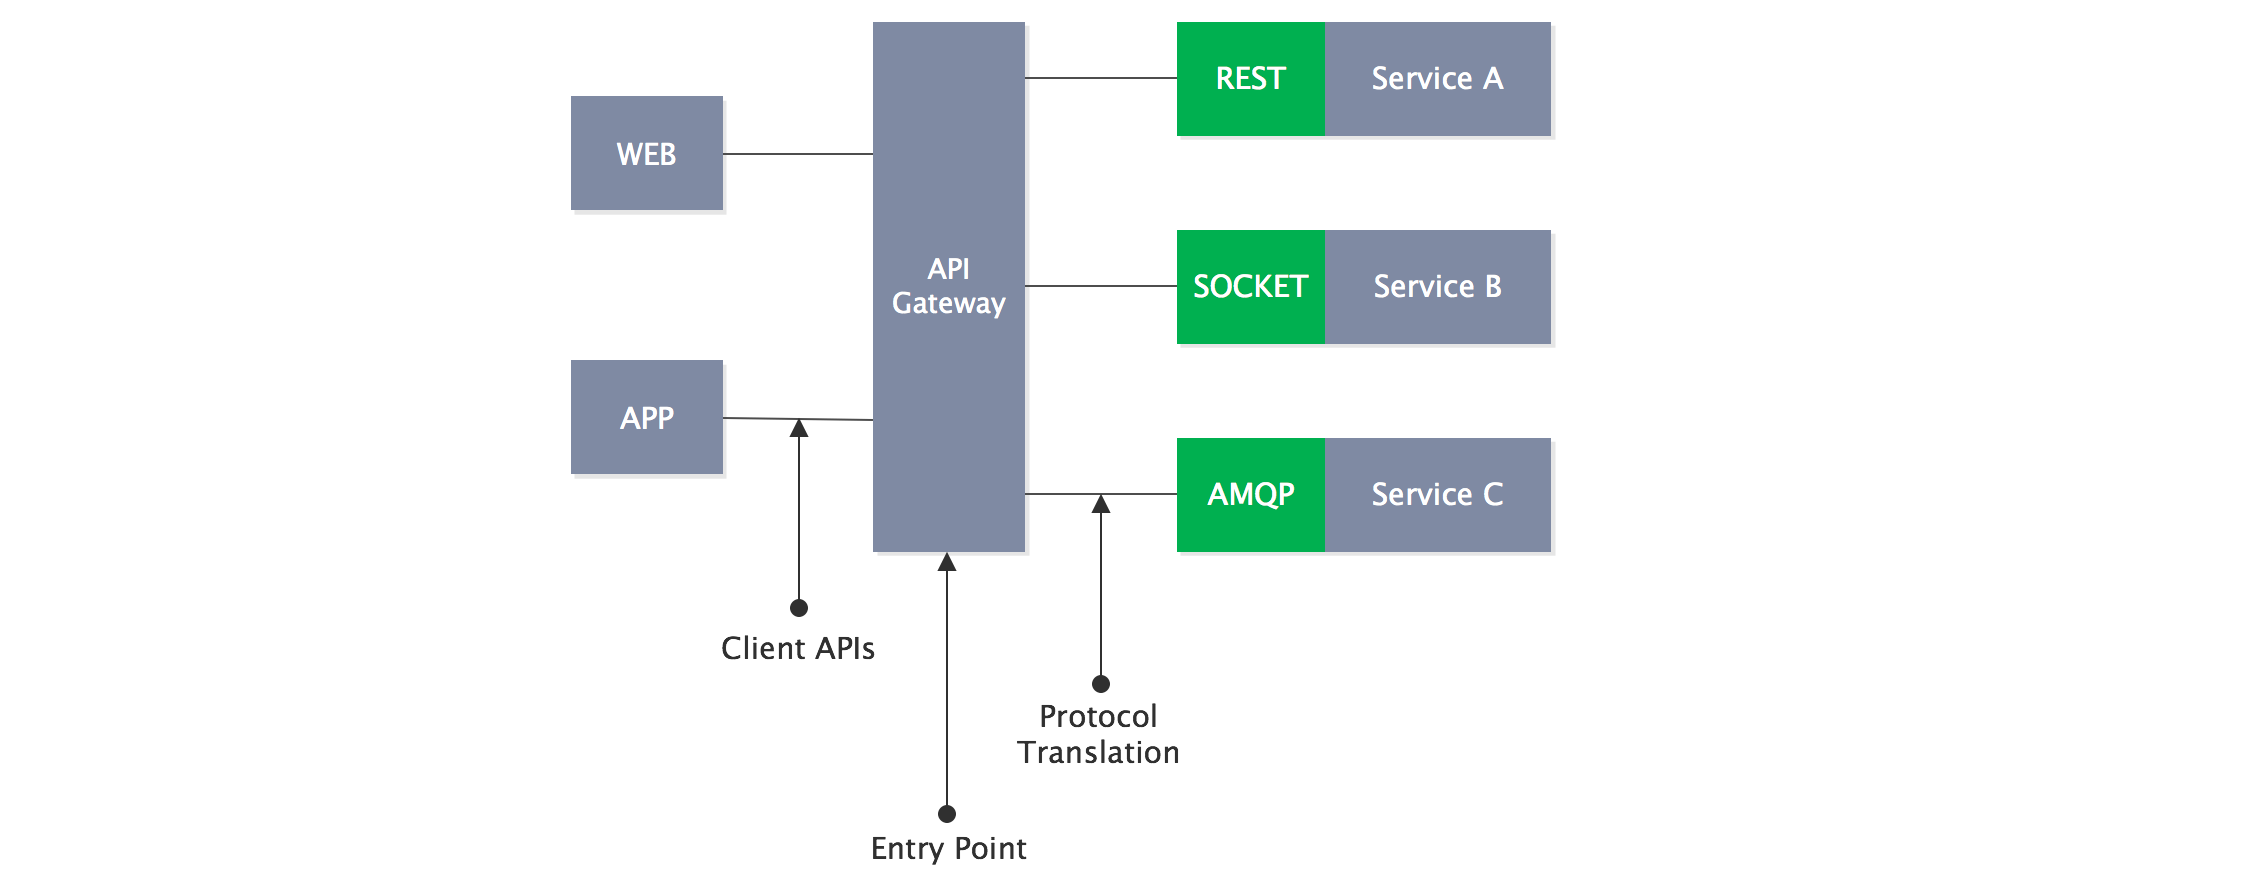 WEB
APP
API
Gateway
REST
Service A
SOCKET
Service B
AMQP
Service C
Client APIs
Protocol
Translation
Entry Point